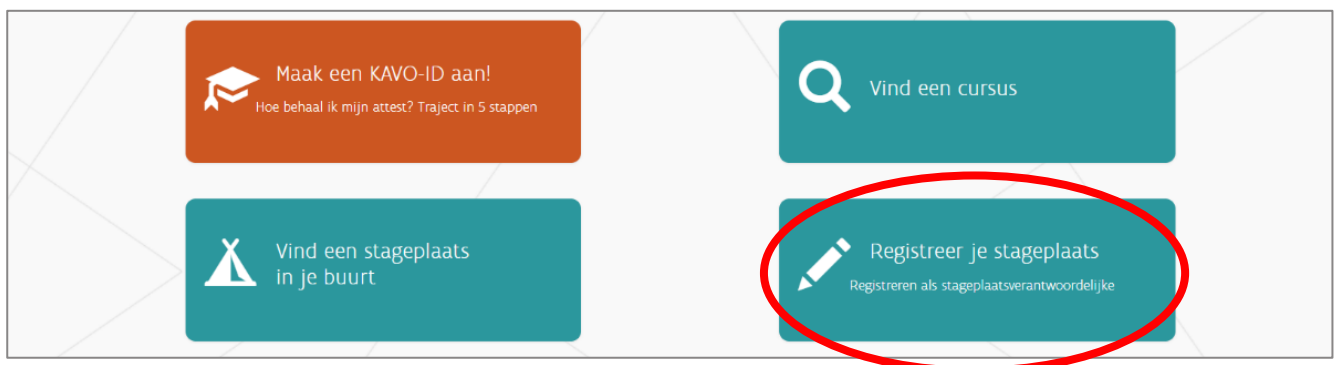 Maak een KAVO-ID aan!
Hoe behaal ik mijn attest? Traject in 5 stappen
Vind een cursus
Vind een stageplaats
in je buurt
Registreer je stageplaats
Registreren als stageplaatsverantwoordelijke